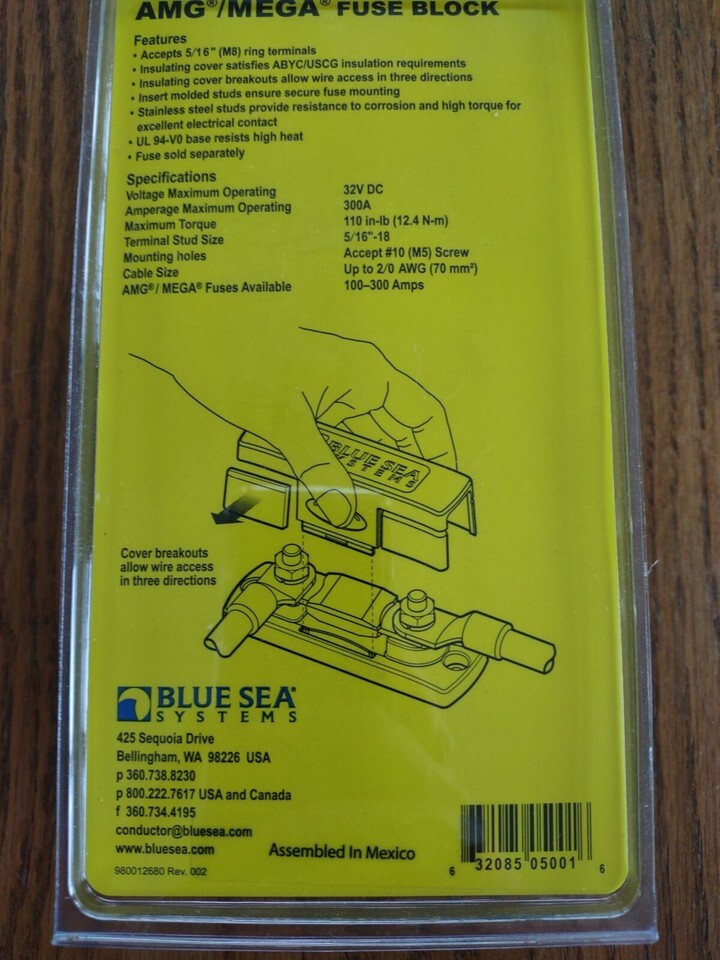 AMG®/MEGA® FUSE BLOCK
Features
• Accepts 5/16" (M8) ring terminals
• Insulating cover satisfies ABYC/USCG insulation requirements
• Insulating cover breakouts allow wire access in three directions
• Insert molded studs ensure secure fuse mounting
• Stainless steel studs provide resistance to corrosion and high torque for
excellent electrical contact
• UL 94-V0 base resists high heat
• Fuse sold separately
Specifications
Voltage Maximum Operating 32V DC
Amperage Maximum Operating 300A
Maximum Torque 110 in-lb (12.4 N-m)
Terminal Stud Size 5/16"-18
Mounting holes Accept #10 (M5) Screw
Cable Size Up to 2/0 AWG (70 mm²)
AMG®/ MEGA® Fuses Available 100–300 Amps
BLUE SEA
SYSTEMS
Cover breakouts
allow wire access
in three directions
BLUE SEA®
SYSTEMS
425 Sequoia Drive
Bellingham, WA 98226 USA
p 360.738.8230
p 800.222.7617 USA and Canada
f 360.734.4195
conductor@bluesea.com
www.bluesea.com
Assembled In Mexico
980012680 Rev. 002
6 32085 05001 6